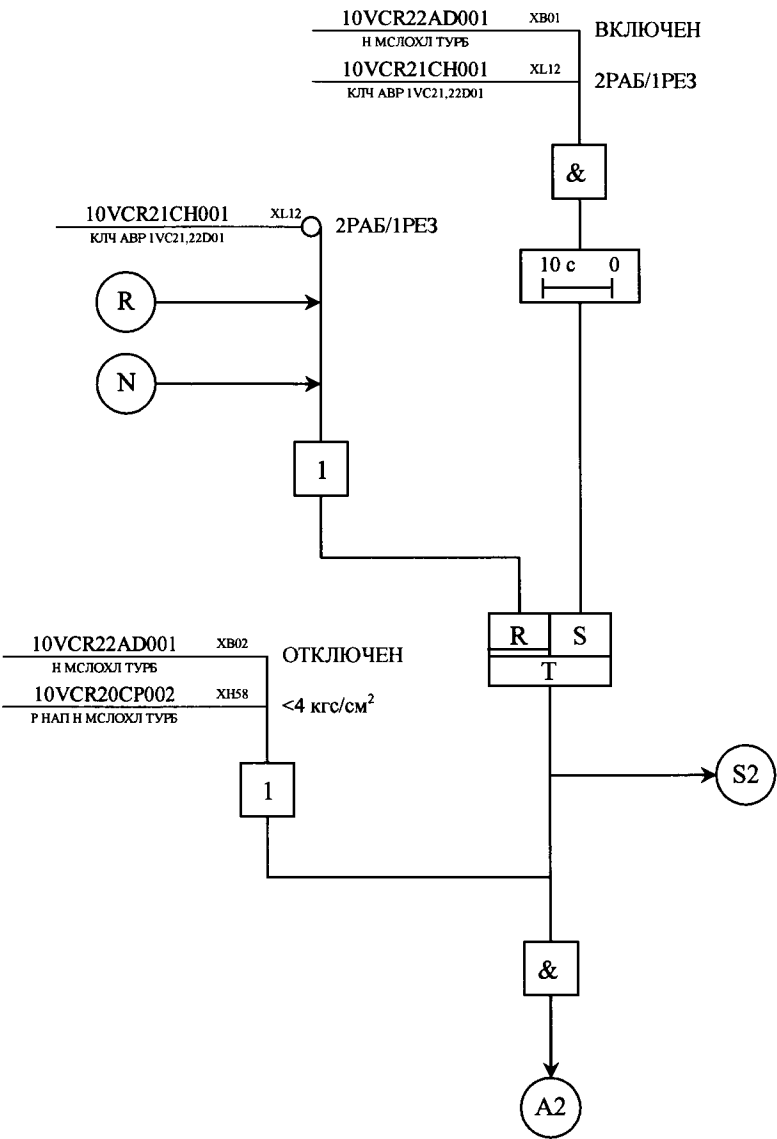 10VCR22AD001 XB01 ВКЛЮЧЕН
Н МСЛОХЛ ТУРБ
10VCR21CH001 XL12 2РАБ/1РЕЗ
КЛЧ АВР 1VC21,22D01
&
10VCR21CH001 XL12 2РАБ/1РЕЗ
КЛЧ АВР 1VC21,22D01
10 с 0
R
N
1
R S
T
10VCR22AD001 XB02 ОТКЛЮЧЕН
Н МСЛОХЛ ТУРБ
10VCR20CP002 XH58 <4 кгс/см²
Р НАП Н МСЛОХЛ ТУРБ
S2
1
&
A2